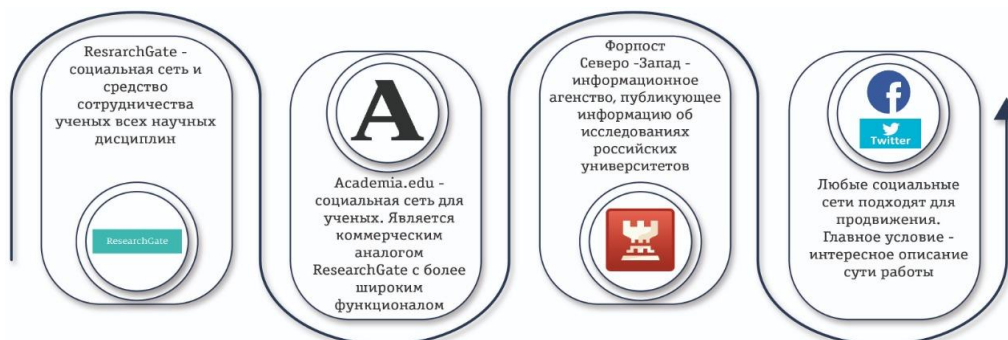 ResrarchGate -
социальная сеть и
средство
сотрудничества
ученых всех научных
дисциплин
ResearchGate
A
Academia.edu -
социальная сеть для
ученых. Является
коммерческим
аналогом
ResearchGate с более
широким
функционалом
Форпост
Северо -Запад -
информационное
агенство, публикующее
информацию об
исследованиях
российских
университетов
f
Twitter
Любые социальные
сети подходят для
продвижения.
Главное условие -
интересное описание
сути работы